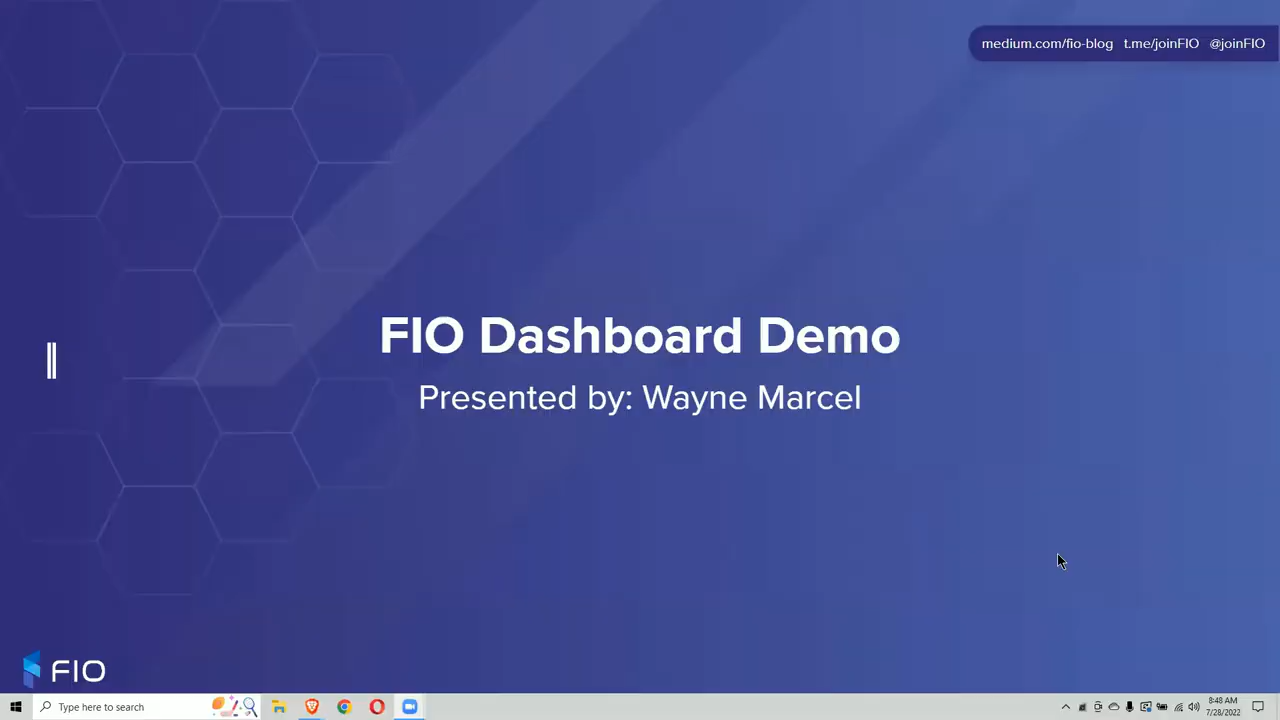 medium.com/fio-blog t.me/joinFIO @joinFIO
FIO Dashboard Demo
Presented by: Wayne Marcel
FIO
Type here to search
8:48 AM
7/28/2022